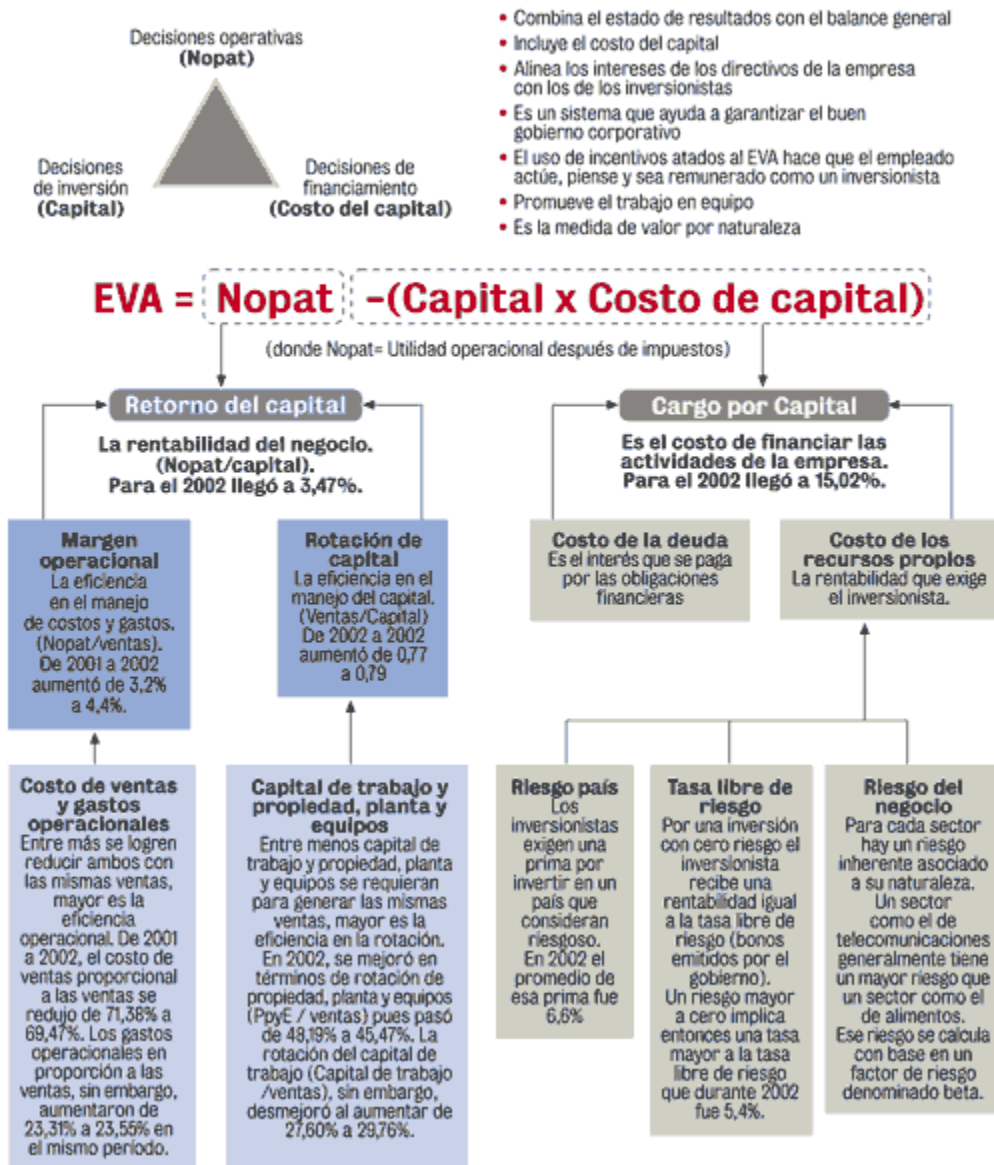 Decisiones operativas
(Nopat)
Decisiones
de inversión
(Capital)
Decisiones de
financiamiento
(Costo del capital)
• Combina el estado de resultados con el balance general
• Incluye el costo del capital
• Alinea los intereses de los directivos de la empresa
con los de los inversionistas
• Es un sistema que ayuda a garantizar el buen
gobierno corporativo
• El uso de incentivos atados al EVA hace que el empleado
actúe, piense y sea remunerado como un inversionista
• Promueve el trabajo en equipo
• Es la medida de valor por naturaleza
EVA = Nopat -(Capital x Costo de capital)
(donde Nopat= Utilidad operacional después de impuestos)
Retorno del capital
La rentabilidad del negocio.
(Nopat/capital).
Para el 2002 llegó a 3,47%.
Cargo por Capital
Es el costo de financiar las
actividades de la empresa.
Para el 2002 llegó a 15,02%.
Margen
operacional
La eficiencia
en el manejo
de costos y gastos.
(Nopat/ventas).
De 2001 a 2002
aumentó de 3,2%
a 4,4%.
Rotación de
capital
La eficiencia en el
manejo del capital.
(Ventas/Capital)
De 2002 a 2002
aumentó de 0,77
a 0,79
Costo de la deuda
Es el interés que se paga
por las obligaciones
financieras
Costo de los
recursos propios
La rentabilidad que exige
el inversionista.
Costo de ventas
y gastos
operacionales
Entre más se logren
reducir ambos con
las mismas ventas,
mayor es la
eficiencia
operacional. De 2001
a 2002, el costo de
ventas proporcional
a las ventas se
redujo de 71,38% a
69,47%. Los gastos
operacionales en
proporción a las
ventas, sin embargo,
aumentaron de
23,31% a 23,55% en
el mismo período.
Capital de trabajo y
propiedad, planta y
equipos
Entre menos capital de
trabajo y propiedad, planta
y equipos se requieran
para generar las mismas
ventas, mayor es la
eficiencia en la rotación.
En 2002, se mejoró en
términos de rotación de
propiedad, planta y equipos
(PpyE / ventas) pues pasó
de 48,19% a 45,47%. La
rotación del capital de
trabajo (Capital de trabajo
/ventas), sin embargo,
desmejoró al aumentar de
27,60% a 29,76%.
Riesgo país
Los
inversionistas
exigen una
prima por
invertir en un
país que
consideran
riesgoso.
En 2002 el
promedio de
esa prima fue
6,6%
Tasa libre de
riesgo
Por una inversión
con cero riesgo el
inversionista
recibe una
rentabilidad igual
a la tasa libre de
riesgo (bonos
emitidos por el
gobierno).
Un riesgo mayor
a cero implica
entonces una tasa
mayor a la tasa
libre de riesgo
que durante 2002
fue 5,4%.
Riesgo del
negocio
Para cada sector
hay un riesgo
inherente asociado
a su naturaleza.
Un sector
como el de
telecomunicaciones
generalmente tiene
un mayor riesgo que
un sector como el
de alimentos.
Ese riesgo se calcula
con base en un
factor de riesgo
denominado beta.